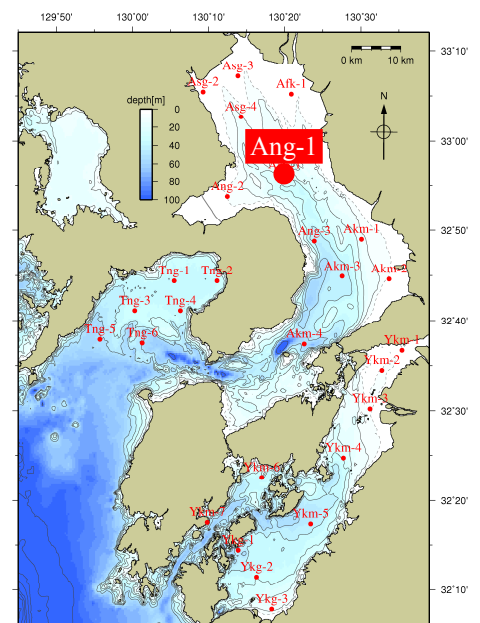 129°50' 130°00' 130°10' 130°20' 130°30'
33°10'
33°00'
32°50'
32°40'
32°30'
32°20'
32°10'
depth[m]
0
20
40
60
80
100
0 km 10 km
N
Asg-3
Asg-2
Afk-1
Asg-4
Ang-1
Ang-2
Ang-3
Akm-1
Akm-3
Akm-2
Akm-4
Tng-1
Tng-2
Tng-3
Tng-4
Tng-5
Tng-6
Ykm-1
Ykm-2
Ykm-3
Ykm-4
Ykm-6
Ykm-7
Ykm-5
Ykg-1
Ykg-2
Ykg-3